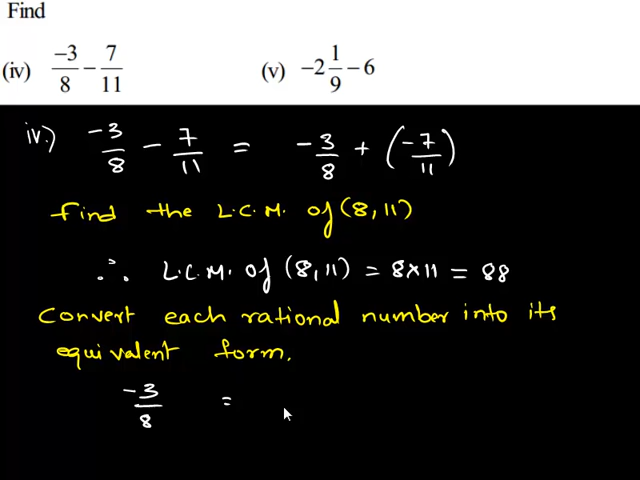 Find
(iv) -3/8 - 7/11 (v) -2 1/9 - 6
iv.) -3/8 - 7/11 = -3/8 + (-7/11)
Find the L.C.M. of (8, 11)
∴ L.C.M. of (8, 11) = 8×11 = 88
Convert each rational number into its
equivalent form.
-3/8 =